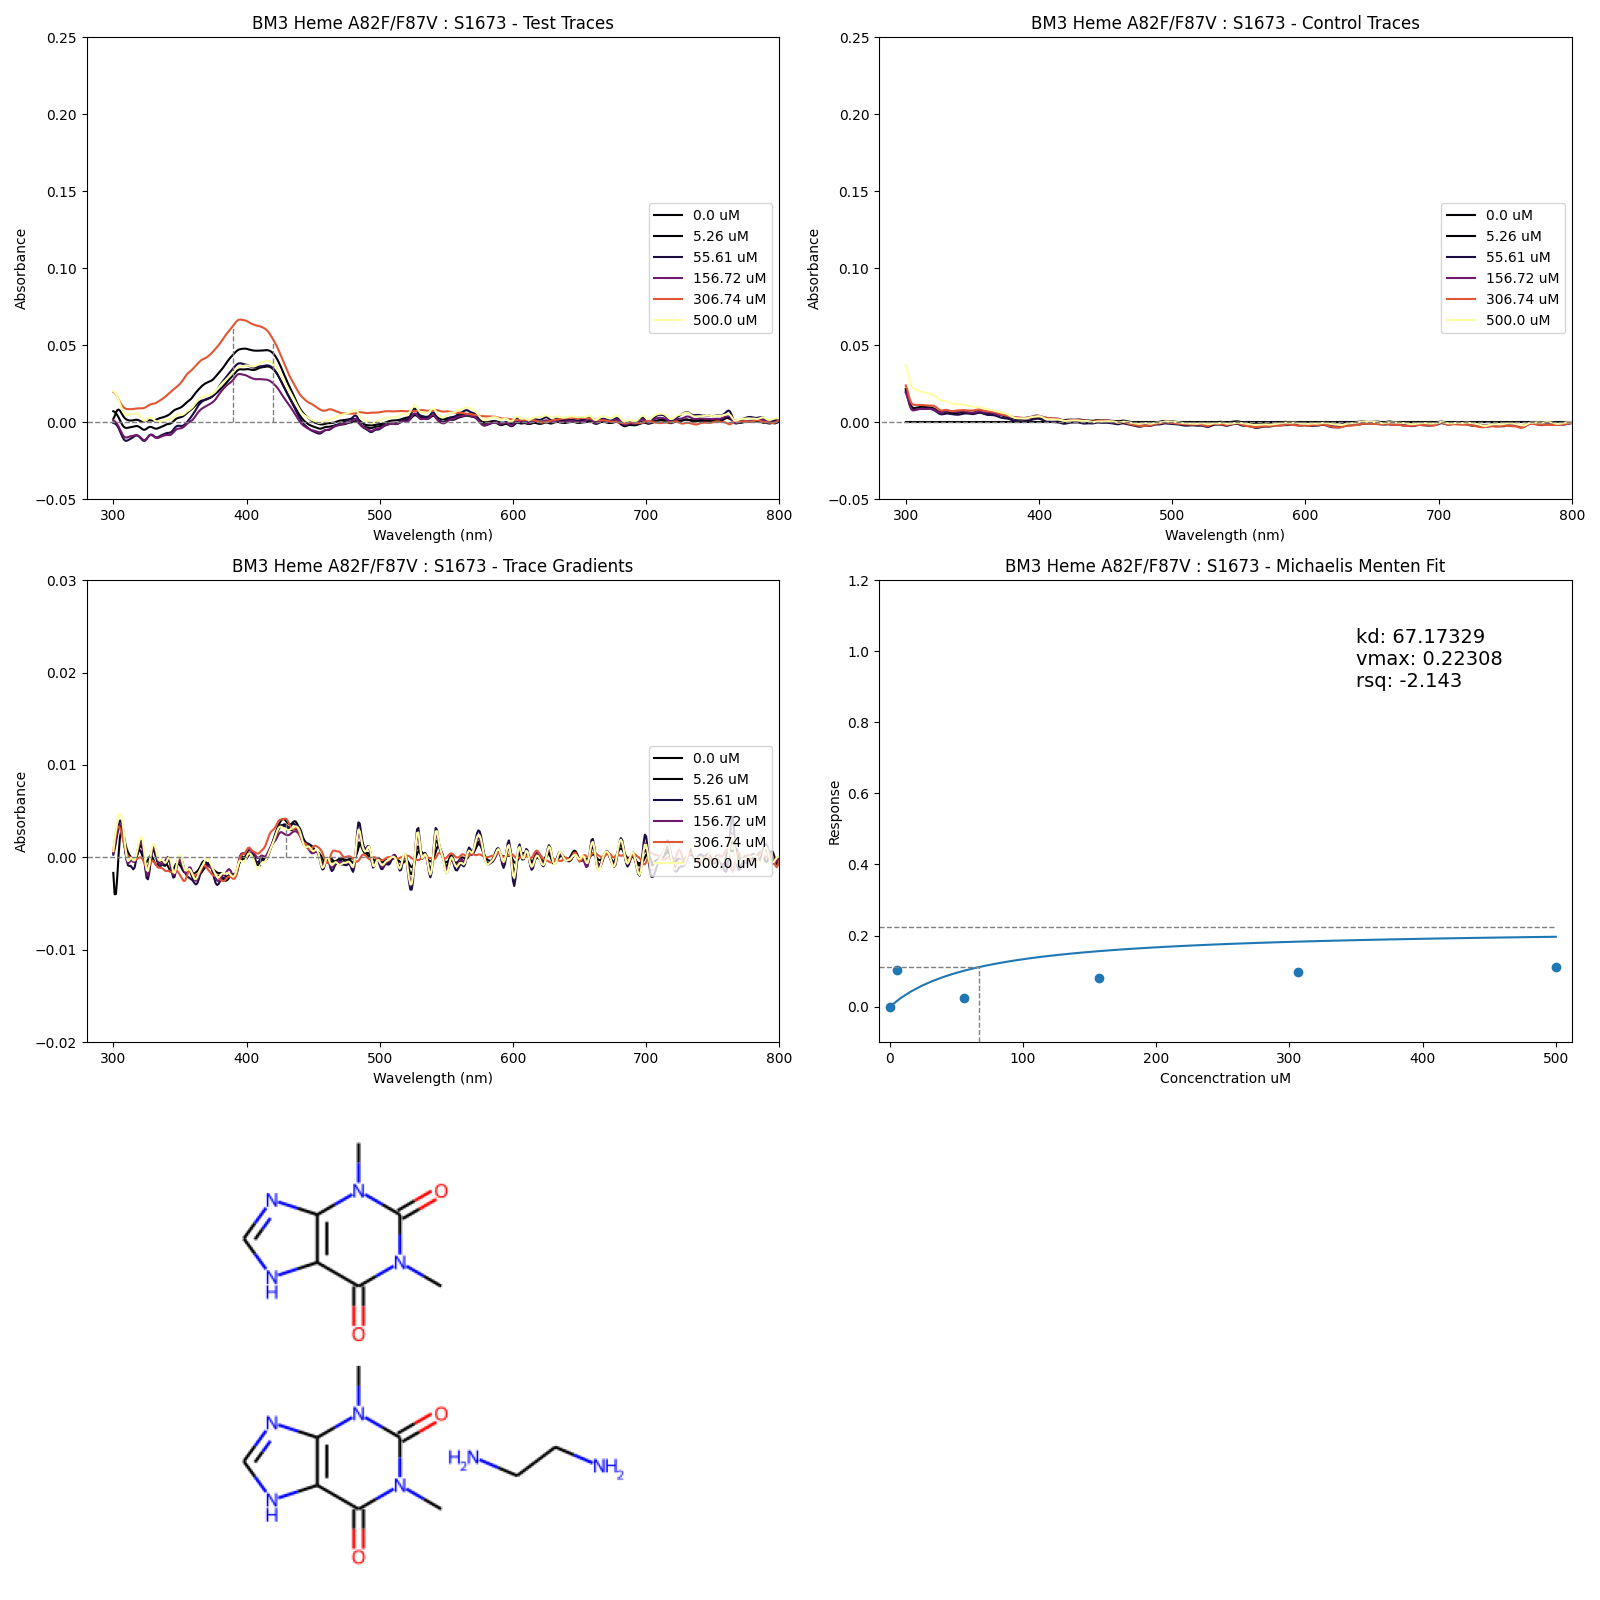 BM3 Heme A82F/F87V : S1673 - Test Traces
0.25
0.20
0.15
0.10
0.05
0.00
−0.05
Absorbance
0.0 uM
5.26 uM
55.61 uM
156.72 uM
306.74 uM
500.0 uM
300 400 500 600 700 800
Wavelength (nm)
BM3 Heme A82F/F87V : S1673 - Control Traces
0.25
0.20
0.15
0.10
0.05
0.00
−0.05
Absorbance
0.0 uM
5.26 uM
55.61 uM
156.72 uM
306.74 uM
500.0 uM
300 400 500 600 700 800
Wavelength (nm)
BM3 Heme A82F/F87V : S1673 - Trace Gradients
0.03
0.02
0.01
0.00
−0.01
−0.02
Absorbance
0.0 uM
5.26 uM
55.61 uM
156.72 uM
306.74 uM
500.0 uM
300 400 500 600 700 800
Wavelength (nm)
BM3 Heme A82F/F87V : S1673 - Michaelis Menten Fit
1.2
1.0
0.8
0.6
0.4
0.2
0.0
Response
kd: 67.17329
vmax: 0.22308
rsq: -2.143
0 100 200 300 400 500
Concenctration uM
N N O
N
N
H
O
N N O
H2N NH2
N
N
H
O